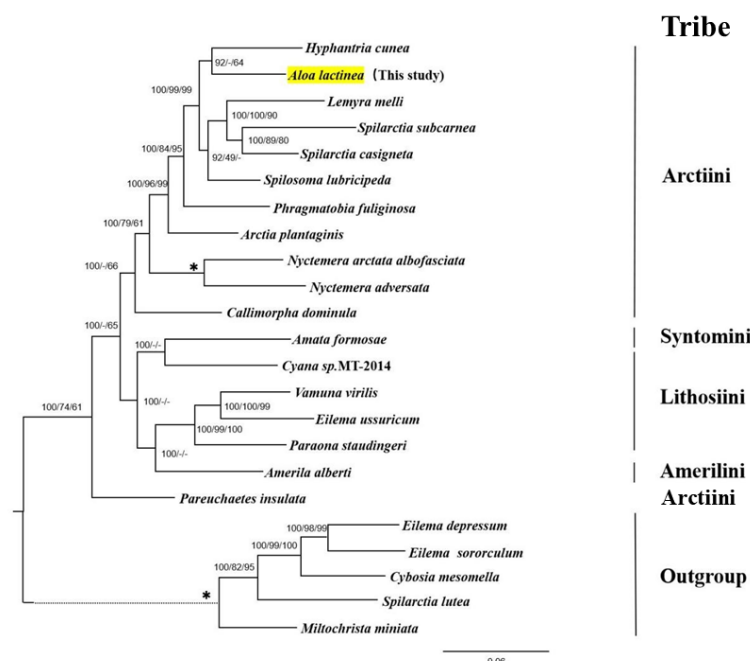 Tribe
Hyphantria cunea
92/-/64
Aloa lactinea (This study)
100/99/99
Lemyra melli
100/100/90
Spilarctia subcarnea
100/89/80
100/84/95
92/49/-
Spilarctia casigneta
Arctiini
100/96/99
Spilosoma lubricipeda
Phragmatobia fuliginosa
100/79/61
Arctia plantaginis
Nyctemera arctata albofasciata
*
100/-/66
Nyctemera adversata
Callimorpha dominula
100/-/65
Amata formosae
Syntomini
100/-/-
Cyana sp.MT-2014
Vamuna virilis
Lithosiini
100/-/-
100/100/99
100/74/61
Eilema ussuricum
100/99/100
Paraona staudingeri
100/-/-
Amerila alberti
Amerilini
Pareuchaetes insulata
Arctiini
Eilema depressum
100/98/99
100/99/100
Eilema sororculum
100/82/95
Cybosia mesomella
Outgroup
*
Spilarctia lutea
Miltochrista miniata